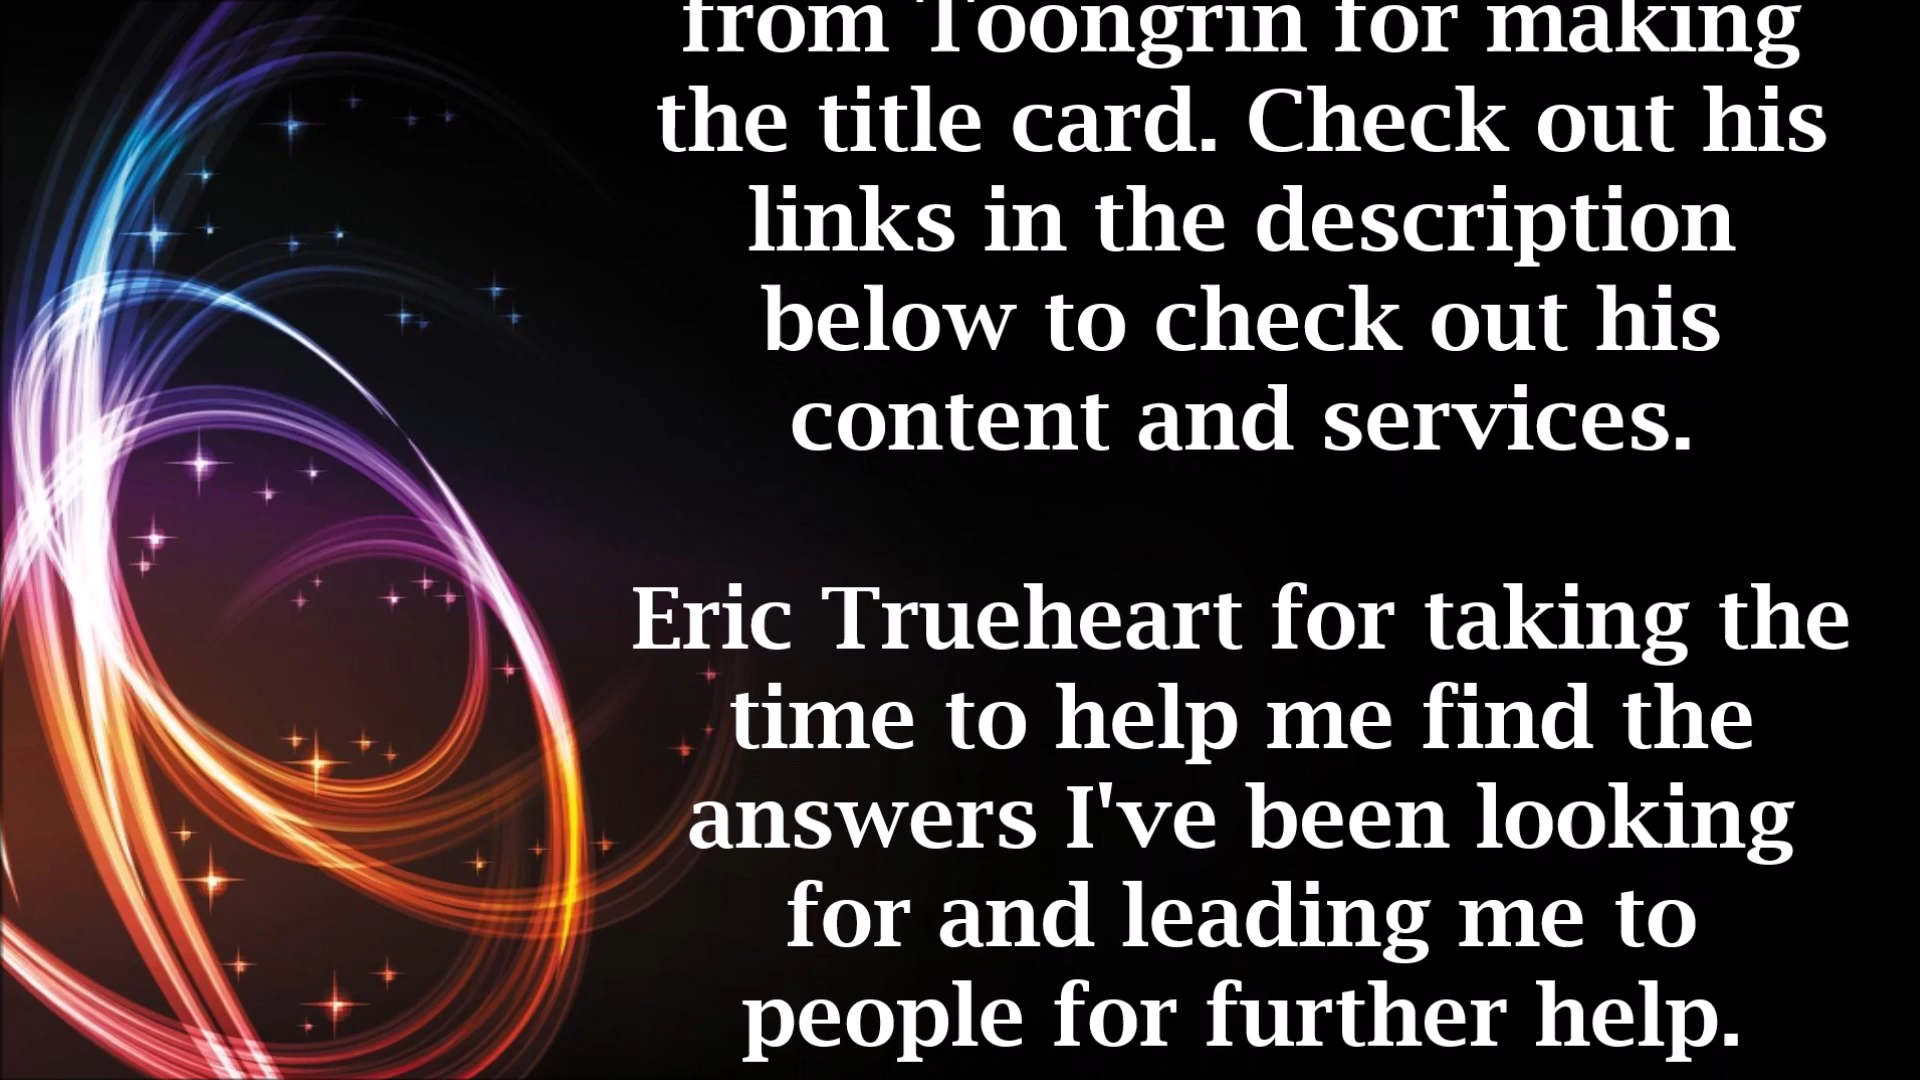 from Toongrin for making
the title card. Check out his
links in the description
below to check out his
content and services.
Eric Trueheart for taking the
time to help me find the
answers I've been looking
for and leading me to
people for further help.